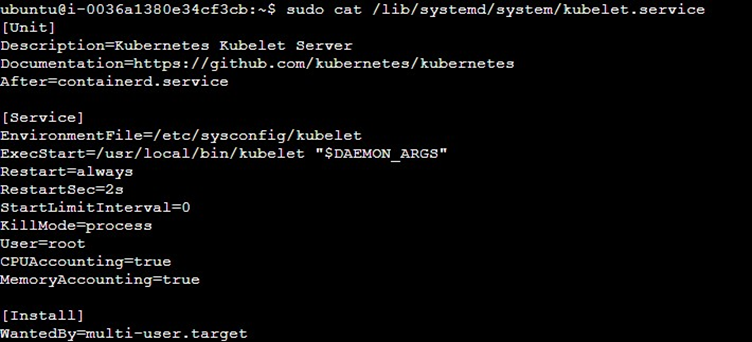 ubuntu@i-0036a1380e34cf3cb:~$ sudo cat /lib/systemd/system/kubelet.service
[Unit]
Description=Kubernetes Kubelet Server
Documentation=https://github.com/kubernetes/kubernetes
After=containerd.service

[Service]
EnvironmentFile=/etc/sysconfig/kubelet
ExecStart=/usr/local/bin/kubelet "$DAEMON_ARGS"
Restart=always
RestartSec=2s
StartLimitInterval=0
KillMode=process
User=root
CPUAccounting=true
MemoryAccounting=true

[Install]
WantedBy=multi-user.target